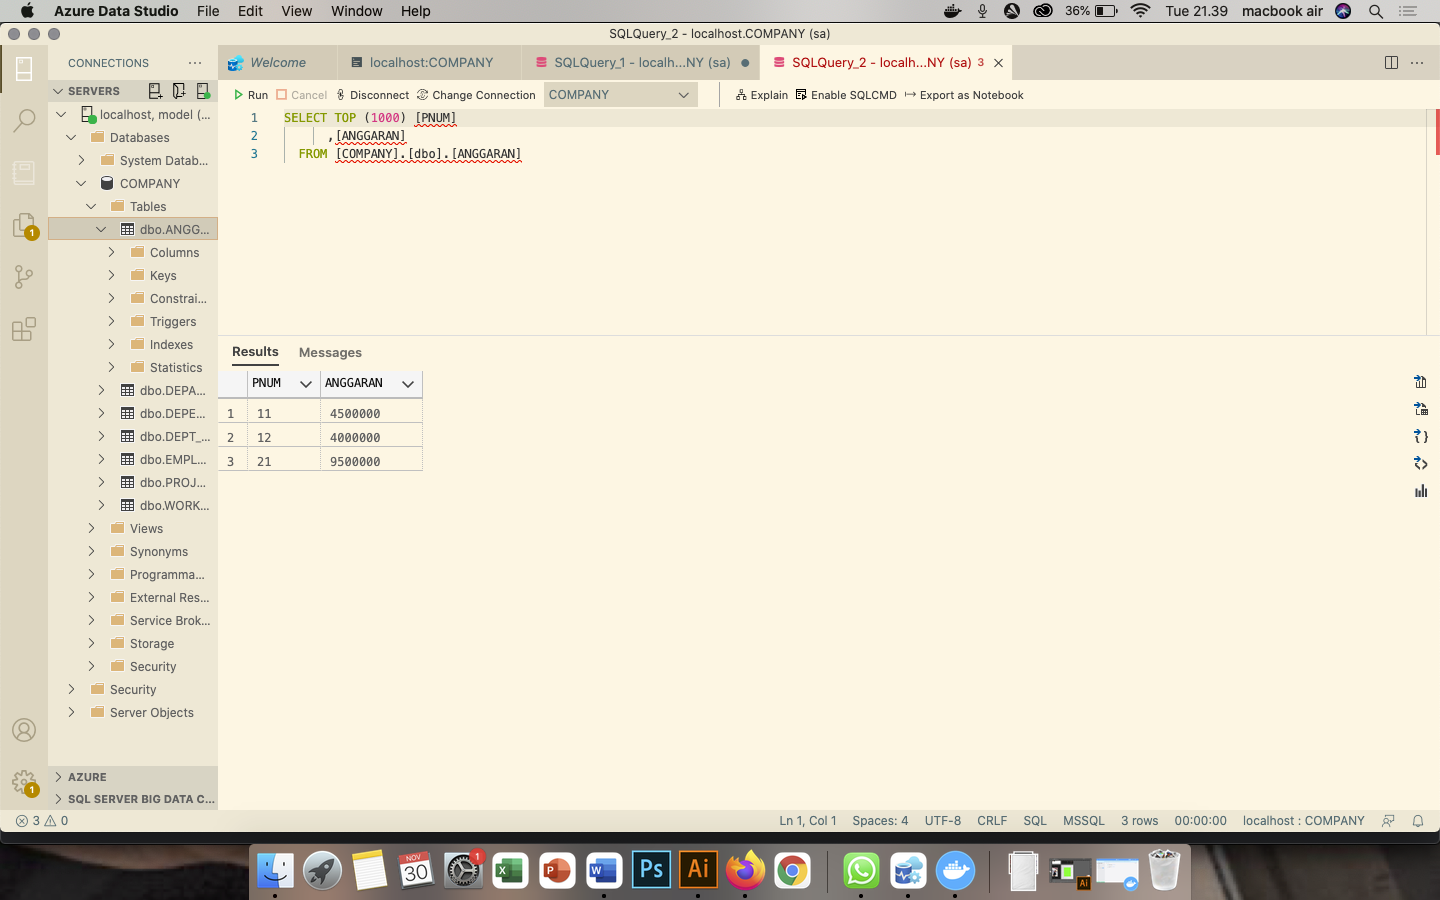 Azure Data Studio File Edit View Window Help 36% Tue 21.39 macbook air
SQLQuery_2 - localhost.COMPANY (sa)
CONNECTIONS ...
Welcome localhost:COMPANY SQLQuery_1 - localh...NY (sa) SQLQuery_2 - localh...NY (sa) 3
SERVERS
Run Cancel Disconnect Change Connection COMPANY Explain Enable SQLCMD Export as Notebook
localhost, model (...
Databases
System Datab...
COMPANY
Tables
dbo.ANGG...
Columns
Keys
Constrai...
Triggers
Indexes
Statistics
dbo.DEPA...
dbo.DEPE...
dbo.DEPT_...
dbo.EMPL...
dbo.PROJ...
dbo.WORK...
Views
Synonyms
Programma...
External Res...
Service Brok...
Storage
Security
Security
Server Objects
AZURE
SQL SERVER BIG DATA C...
1
1
1 SELECT TOP (1000) [PNUM]
2 ,[ANGGARAN]
3 FROM [COMPANY].[dbo].[ANGGARAN]
Results Messages
PNUM ANGGARAN
1 11 4500000
2 12 4000000
3 21 9500000
3 0 Ln 1, Col 1 Spaces: 4 UTF-8 CRLF SQL MSSQL 3 rows 00:00:00 localhost : COMPANY
NOV
30
1
X
P
W
Ps
Ai
Ai